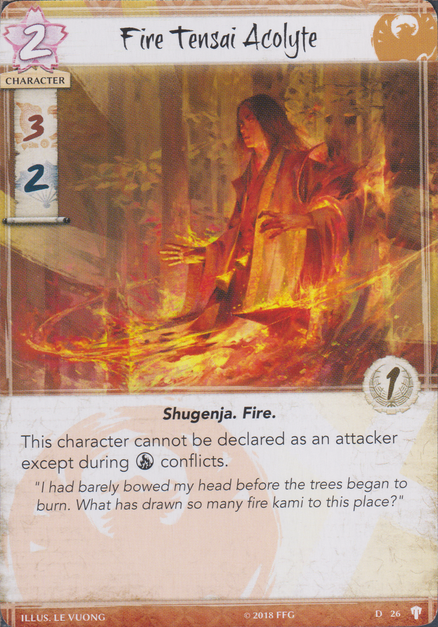 2
Fire Tensai Acolyte
CHARACTER
3
2
1
Shugenja. Fire.
This character cannot be declared as an attacker
except during conflicts.
"I had barely bowed my head before the trees began to
burn. What has drawn so many fire kami to this place?"
ILLUS. LE VUONG
© 2018 FFG
D 26